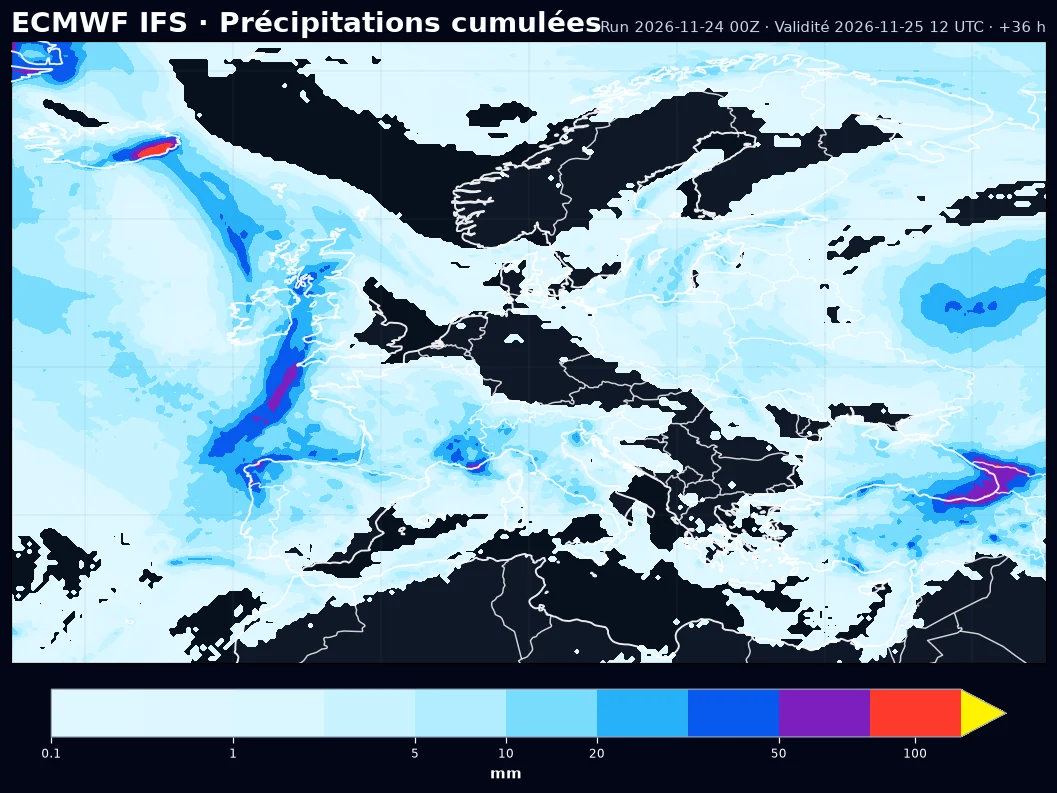 ECMWF IFS · Précipitations cumulées
Run 2026-11-24 00Z · Validité 2026-11-25 12 UTC · +36 h
0.1 1 5 10 20 50 100
mm